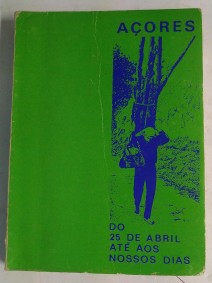 AÇORES
DO
25 DE ABRIL
ATÉ AOS
NOSSOS DIAS